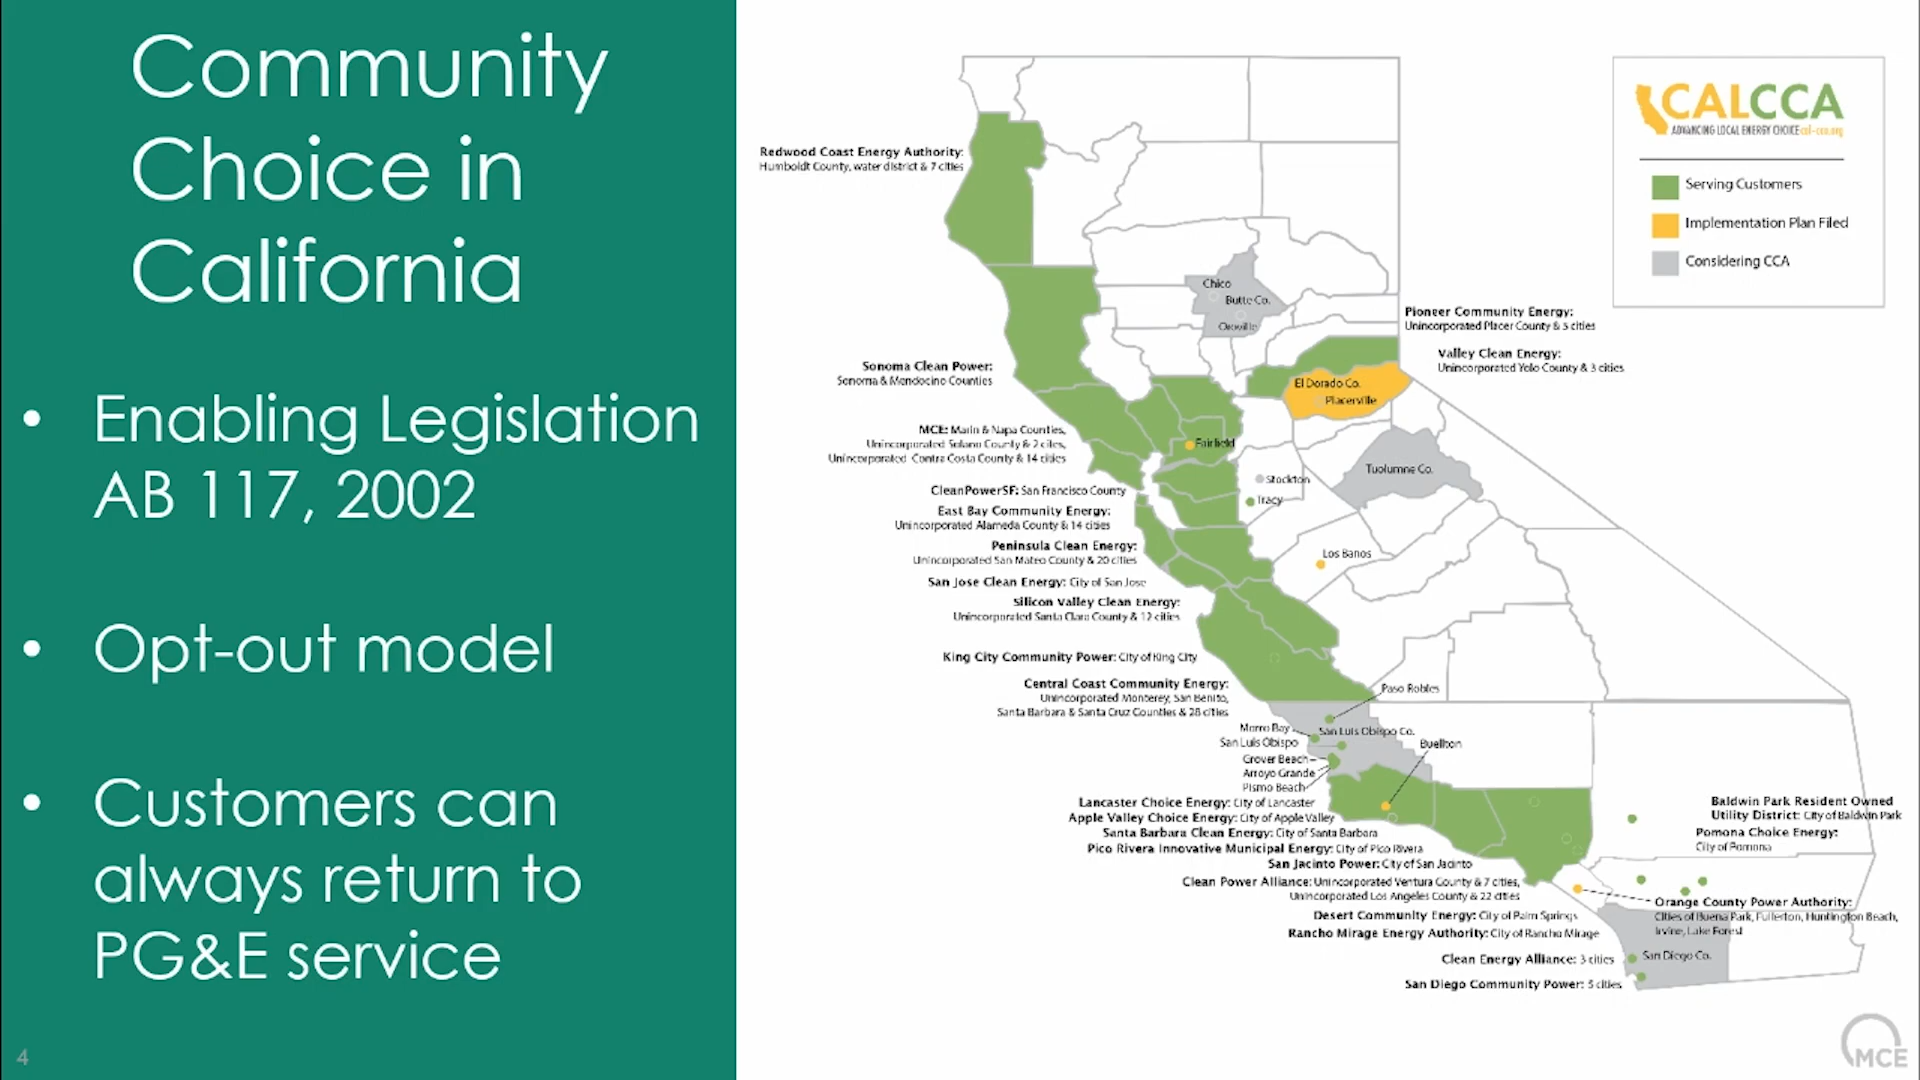 Community
Choice in
California
• Enabling Legislation
AB 117, 2002
• Opt-out model
• Customers can
always return to
PG&E service
4
CALCCA
ADVANCING LOCAL ENERGY CHOICE cal-cca.org
Serving Customers
Implementation Plan Filed
Considering CCA
Redwood Coast Energy Authority:
Humboldt County, water district & 7 cities
Chico
Butte Co.
Oroville
Pioneer Community Energy:
Unincorporated Placer County & 5 cities
Valley Clean Energy:
Unincorporated Yolo County & 3 cities
Sonoma Clean Power:
Sonoma & Mendocino Counties
El Dorado Co.
Placerville
MCE: Marin & Napa Counties,
Unincorporated Solano County & 2 cities,
Unincorporated Contra Costa County & 14 cities
Fairfield
Tuolumne Co.
Stockton
Tracy
CleanPowerSF: San Francisco County
East Bay Community Energy:
Unincorporated Alameda County & 14 cities
Peninsula Clean Energy:
Unincorporated San Mateo County & 20 cities
Los Banos
San Jose Clean Energy: City of San Jose
Silicon Valley Clean Energy:
Unincorporated Santa Clara County & 12 cities
King City Community Power: City of King City
Central Coast Community Energy:
Unincorporated Monterey, San Benito,
Santa Barbara & Santa Cruz Counties & 28 cities
Paso Robles
Morro Bay
San Luis Obispo Co.
San Luis Obispo
Buellton
Grover Beach
Arroyo Grande
Pismo Beach
Lancaster Choice Energy: City of Lancaster
Apple Valley Choice Energy: City of Apple Valley
Santa Barbara Clean Energy: City of Santa Barbara
Pico Rivera Innovative Municipal Energy: City of Pico Rivera
San Jacinto Power: City of San Jacinto
Clean Power Alliance: Unincorporated Ventura County & 7 cities,
Unincorporated Los Angeles County & 22 cities
Desert Community Energy: City of Palm Springs
Rancho Mirage Energy Authority: City of Rancho Mirage
Clean Energy Alliance: 3 cities
San Diego Community Power: 5 cities
Baldwin Park Resident Owned
Utility District: City of Baldwin Park
Pomona Choice Energy:
City of Pomona
Orange County Power Authority:
Cities of Buena Park, Fullerton, Huntington Beach,
Irvine, Lake Forest
San Diego Co.
MCE